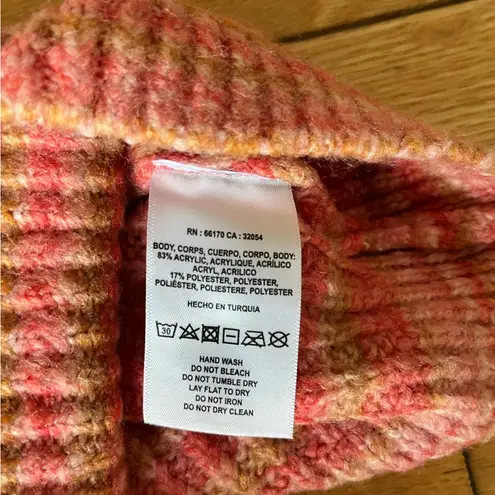 RN : 66170 CA : 32054
BODY, CORPS, CUERPO, CORPO, BODY:
83% ACRYLIC, ACRYLIQUE, ACRÍLICO
ACRYL, ACRILICO
17% POLYESTER, POLYESTER,
POLIÉSTER, POLIESTERE, POLYESTER
HECHO EN TURQUIA
30
HAND WASH
DO NOT BLEACH
DO NOT TUMBLE DRY
LAY FLAT TO DRY
DO NOT IRON
DO NOT DRY CLEAN